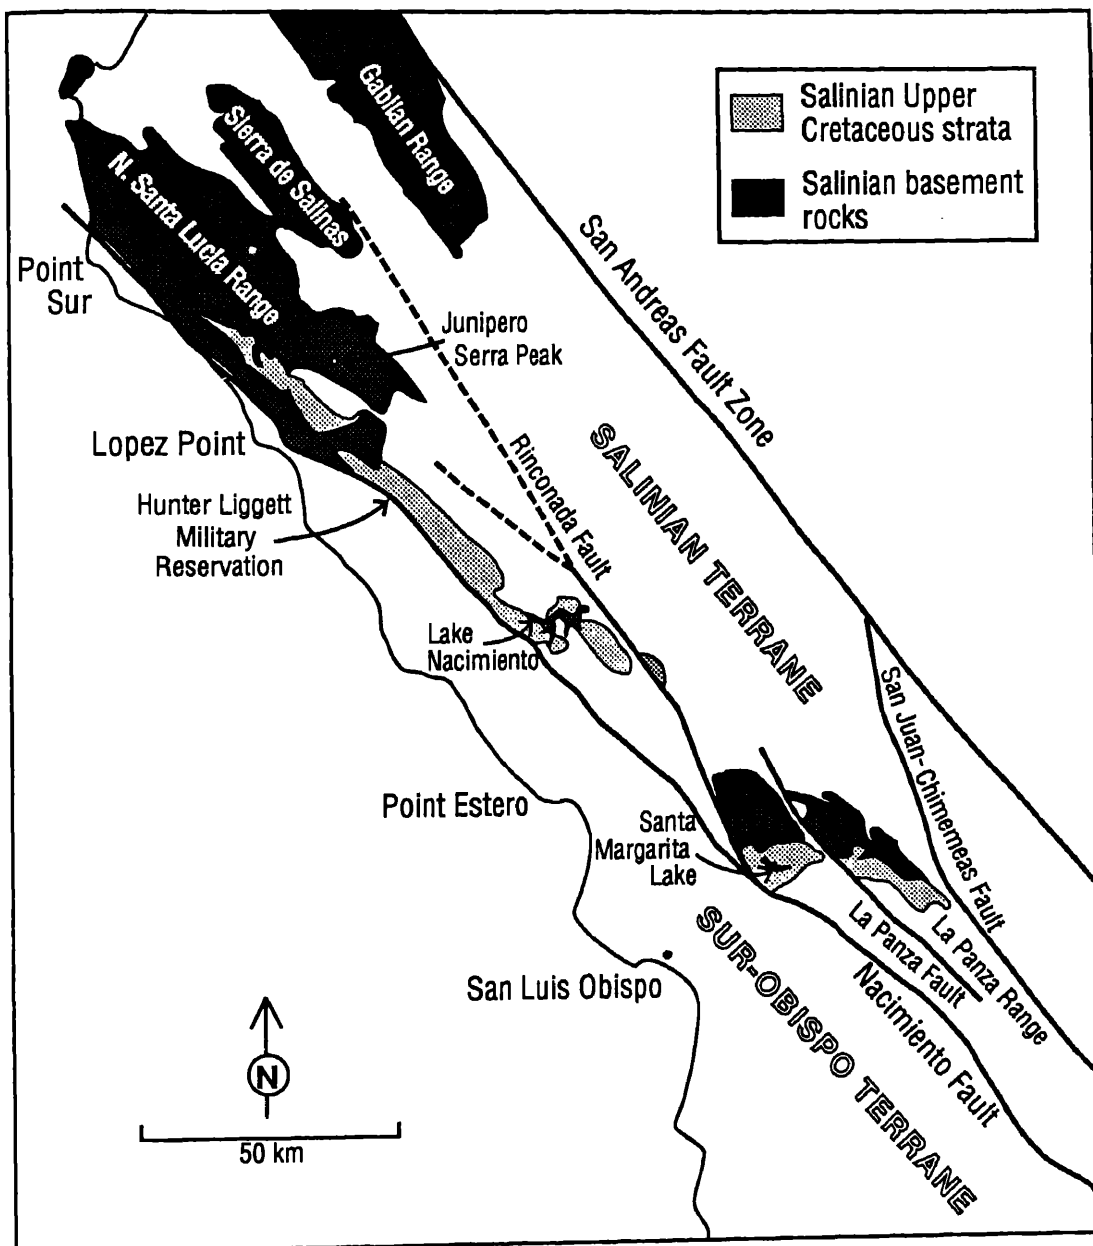 Salinian Upper
Cretaceous strata
Salinian basement
rocks
Gabilan Range
Sierra de Salinas
N. Santa Lucia Range
Point
Sur
San Andreas Fault Zone
Junipero
Serra Peak
Lopez Point
Rinconada Fault
SALINIAN TERRANE
Hunter Liggett
Military
Reservation
Lake
Nacimiento
San Juan-Chimemeas Fault
Point Estero
Santa
Margarita
Lake
La Panza Fault
La Panza Range
Nacimiento Fault
SUR-OBISPO TERRANE
San Luis Obispo
N
50 km